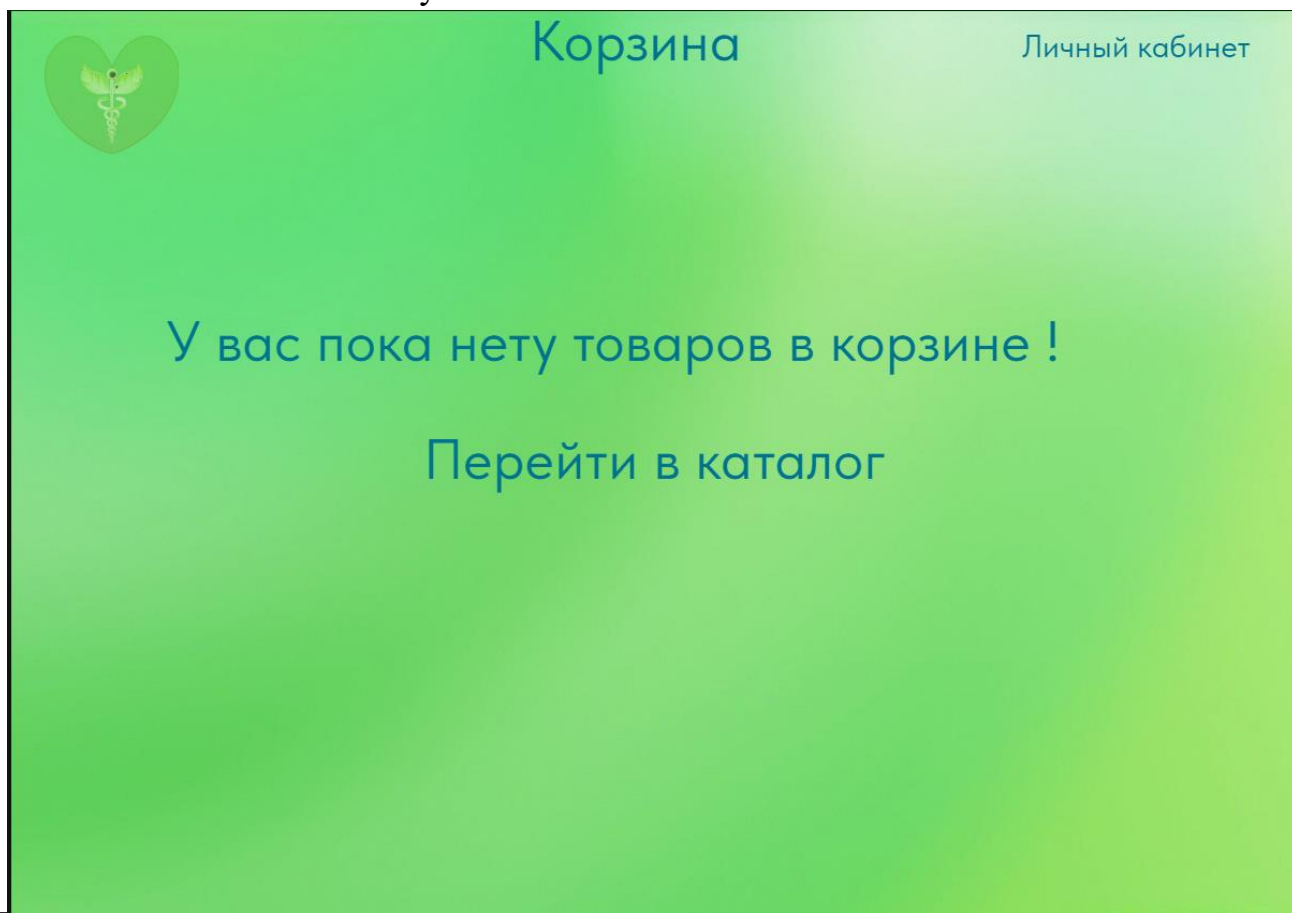 Корзина
Личный кабинет
У вас пока нету товаров в корзине !
Перейти в каталог